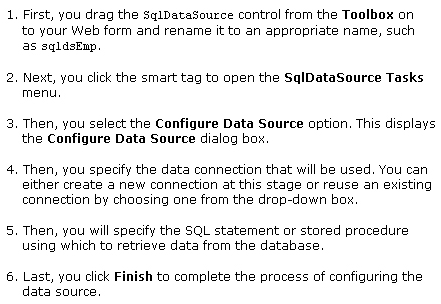 1. First, you drag the SqlDataSource control from the Toolbox on
to your Web form and rename it to an appropriate name, such
as sqldsEmp.
2. Next, you click the smart tag to open the SqlDataSource Tasks
menu.
3. Then, you select the Configure Data Source option. This displays
the Configure Data Source dialog box.
4. Then, you specify the data connection that will be used. You can
either create a new connection at this stage or reuse an existing
connection by choosing one from the drop-down box.
5. Then, you will specify the SQL statement or stored procedure
using which to retrieve data from the database.
6. Last, you click Finish to complete the process of configuring the
data source.